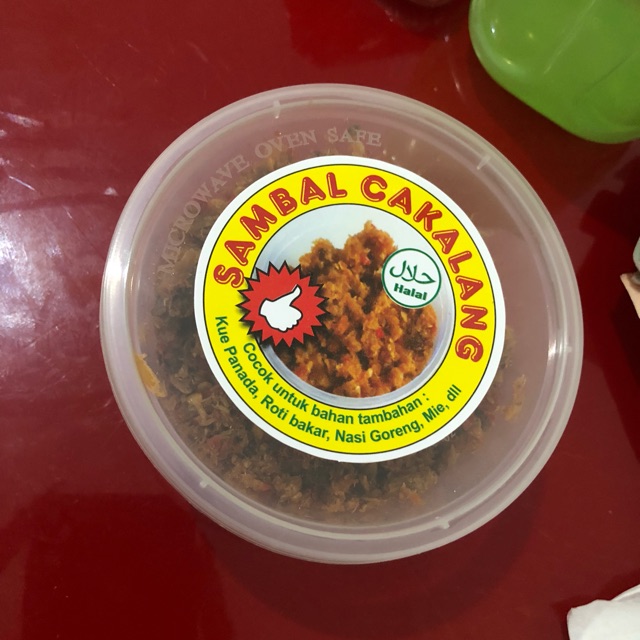 MICROWAVE OVEN SAFE
SAMBAL CAKALANG
حلال
Halal
Cocok untuk bahan tambahan :
Kue Panada, Roti bakar, Nasi Goreng, Mie, dll